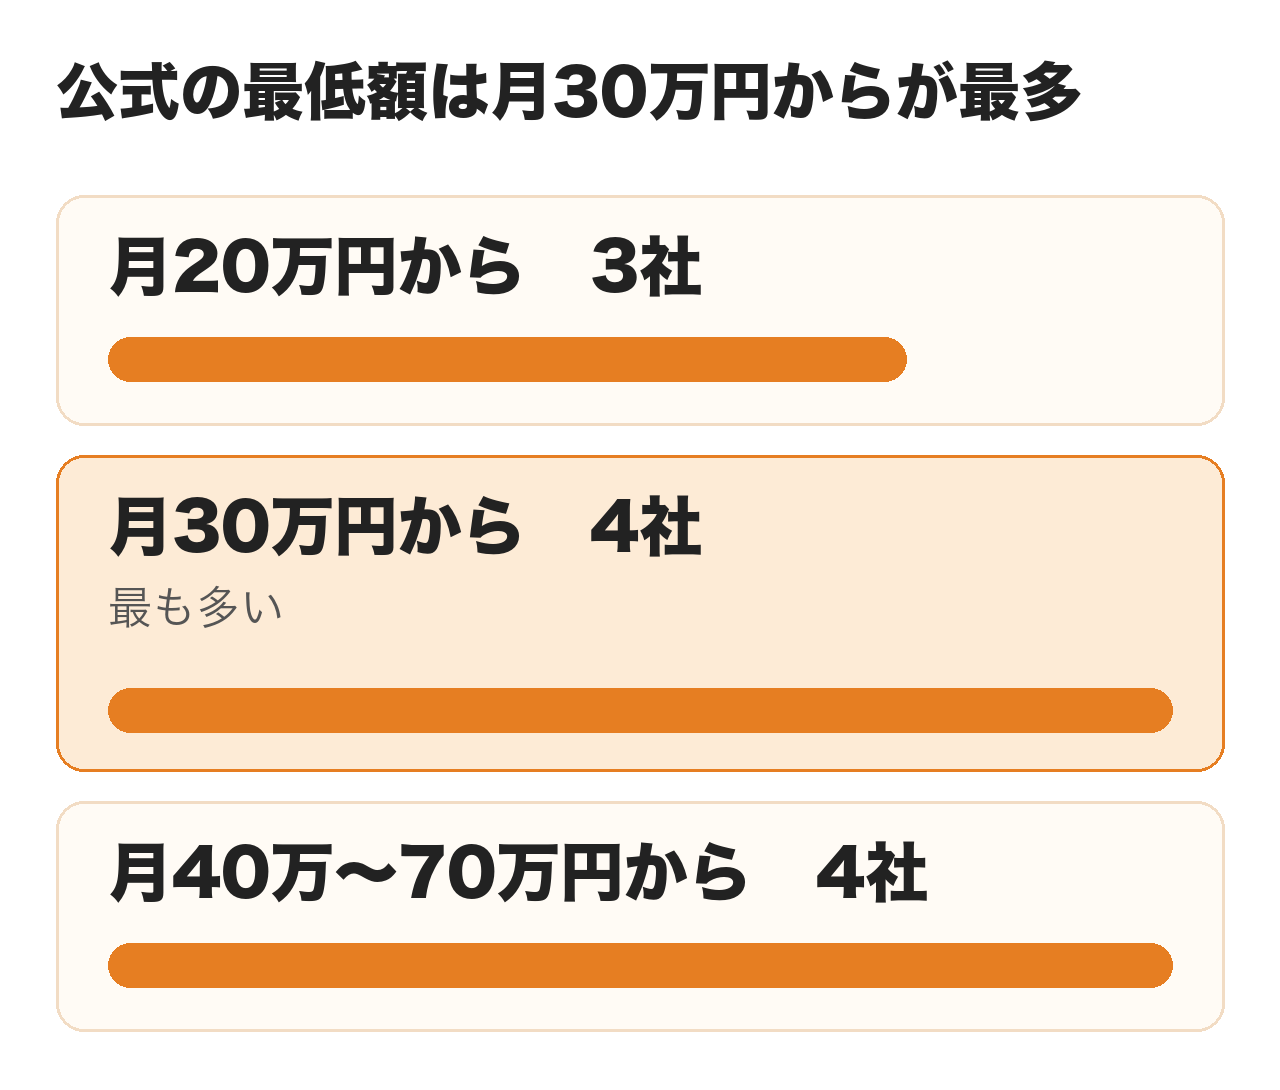 公式の最低額は月30万円からが最多
月20万円から　3社
月30万円から　4社
最も多い
月40万〜70万円から　4社